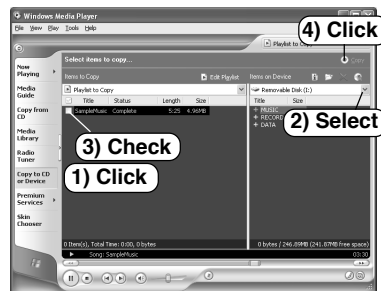 Windows Media Player
File View Play Tools Help
4) Click
Playlist to Co
Select items to copy...
Copy
Now Playing
Items to Copy
Edit Playlist
Items on Device
Media Guide
Playlist to Copy
Removable Disk (I:)
Title Status Length Size
Title Size
Copy from CD
SampleMusic Complete 5:25 4.96MB
MUSIC
RECORD
DATA
2) Select
Media Library
3) Check
Radio Tuner
1) Click
Copy to CD or Device
Premium Services
Skin Chooser
0 Item(s), Total Time: 0:00, 0 bytes
0 bytes / 246.89MB (241.87MB free space)
Song: SampleMusic
03:30